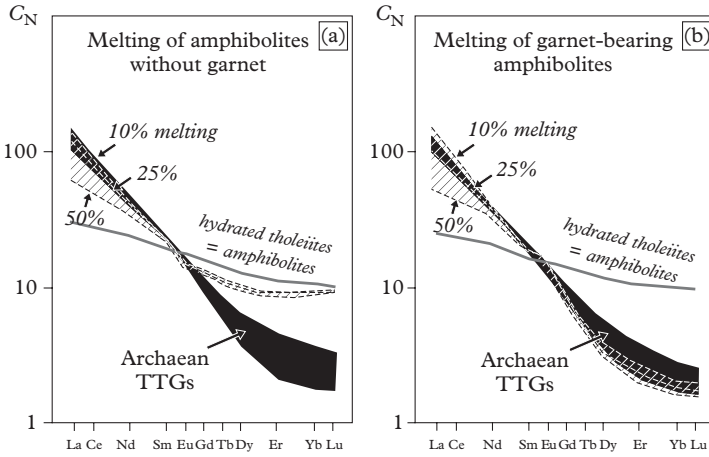 C_N
Melting of amphibolites
without garnet
(a)
100
10
1
10% melting
25%
50%
hydrated tholeiites
= amphibolites
Archaean
TTGs
La Ce Nd Sm Eu Gd Tb Dy Er Yb Lu
C_N
Melting of garnet-bearing
amphibolites
(b)
100
10
1
10% melting
25%
50%
hydrated tholeiites
= amphibolites
Archaean
TTGs
La Ce Nd Sm Eu Gd Tb Dy Er Yb Lu